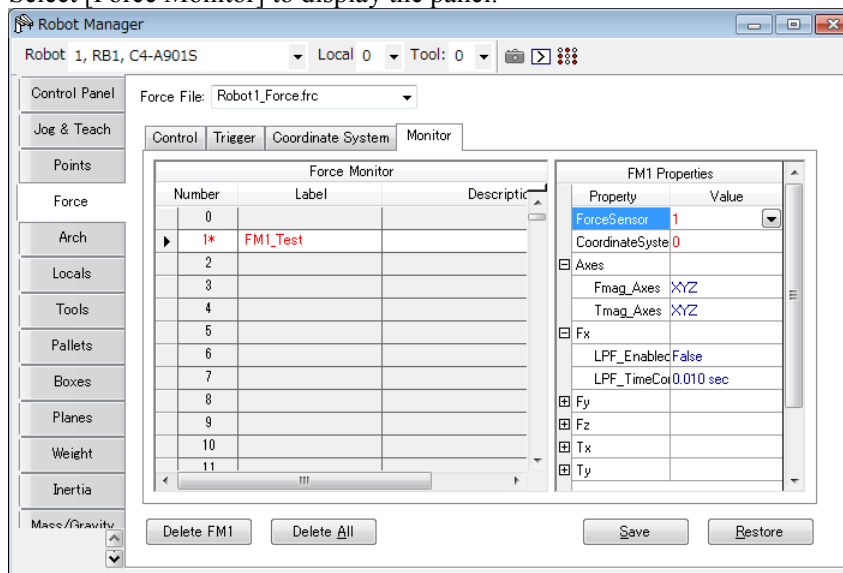 Select [Force Monitor] to display the panel.
Robot Manager
Robot 1, RB1, C4-A901S Local 0 Tool: 0
Control Panel
Jog & Teach
Points
Force
Arch
Locals
Tools
Pallets
Boxes
Planes
Weight
Inertia
Mass/Gravity
Force File: Robot1_Force.frc
Control Trigger Coordinate System Monitor
Force Monitor
Number Label Descriptic
0
1* FM1_Test
2
3
4
5
6
7
8
9
10
11
FM1 Properties
Property Value
ForceSensor 1
CoordinateSyste 0
Axes
Fmag_Axes XYZ
Tmag_Axes XYZ
Fx
LPF_Enabled False
LPF_TimeCon 0.010 sec
Fy
Fz
Tx
Ty
Delete FM1 Delete All Save Restore